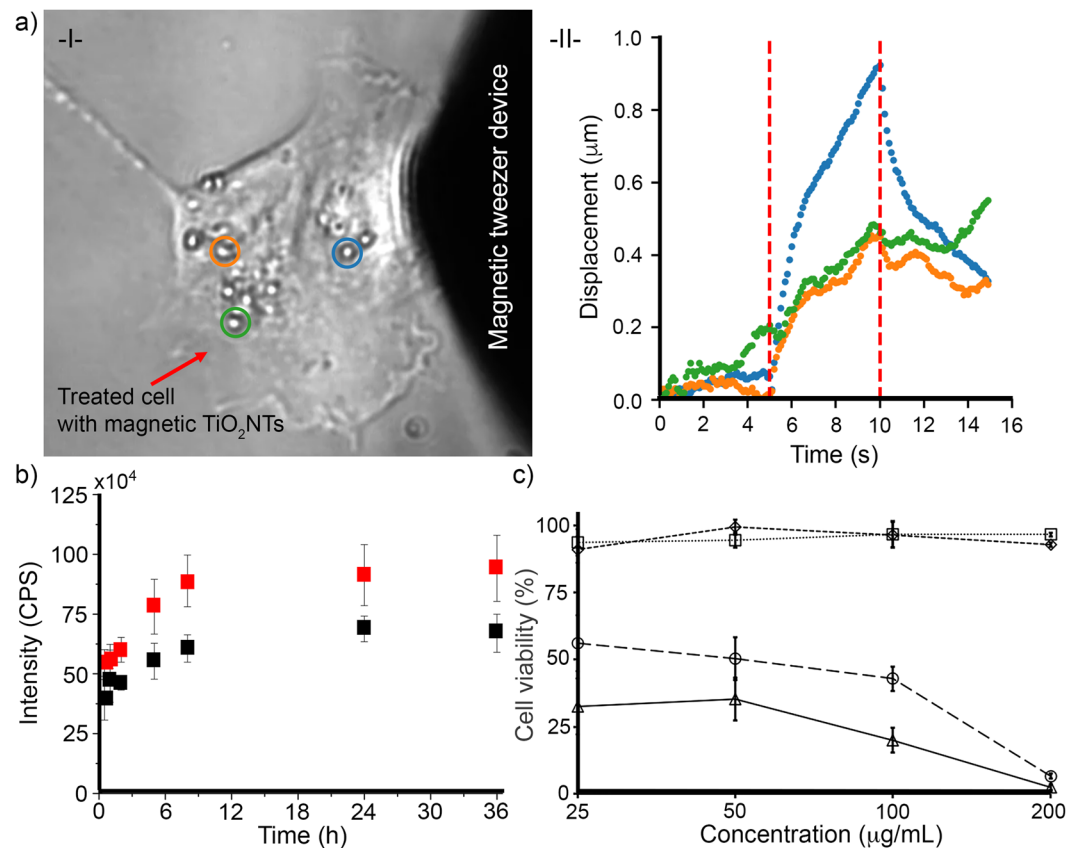 a)
-I-
Magnetic tweezer device
Treated cell
with magnetic TiO₂NTs
-II-
Displacement (μm)
1.0
0.8
0.6
0.4
0.2
0.0
0 2 4 6 8 10 12 14 16
Time (s)
b)
x10⁴
Intensity (CPS)
125
100
75
50
25
0
0 6 12 18 24 30 36
Time (h)
c)
Cell viability (%)
100
75
50
25
0
25 50 100 200
Concentration (μg/mL)